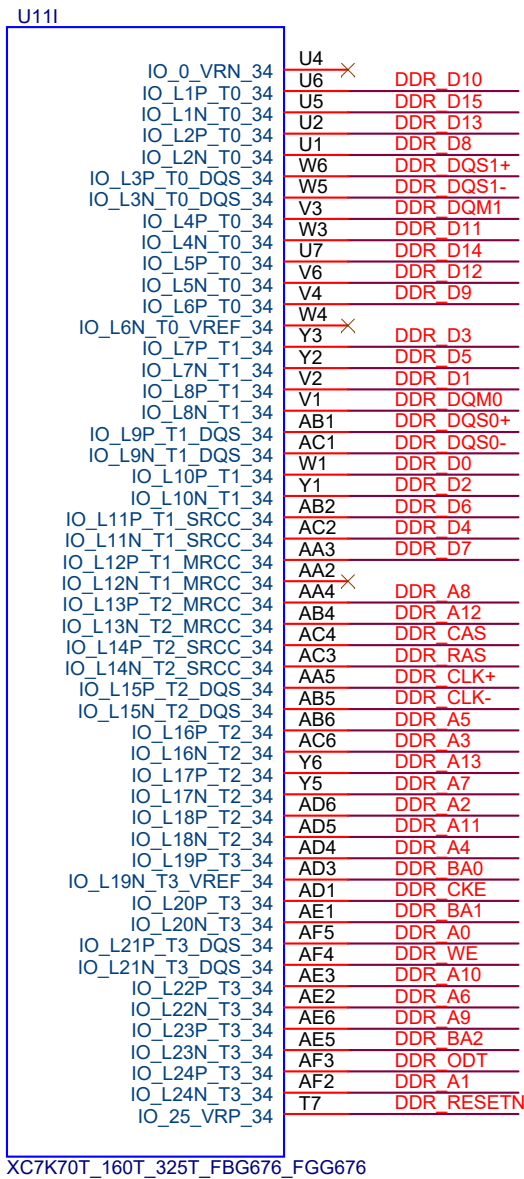 U11I
IO_0_VRN_34 U4
IO_L1P_T0_34 U6 DDR_D10
IO_L1N_T0_34 U5 DDR_D15
IO_L2P_T0_34 U2 DDR_D13
IO_L2N_T0_34 U1 DDR_D8
IO_L3P_T0_DQS_34 W6 DDR_DQS1+
IO_L3N_T0_DQS_34 W5 DDR_DQS1-
IO_L4P_T0_34 V3 DDR_DQM1
IO_L4N_T0_34 W3 DDR_D11
IO_L5P_T0_34 U7 DDR_D14
IO_L5N_T0_34 V6 DDR_D12
IO_L6P_T0_34 V4 DDR_D9
IO_L6N_T0_VREF_34 W4
IO_L7P_T1_34 Y3 DDR_D3
IO_L7N_T1_34 Y2 DDR_D5
IO_L8P_T1_34 V2 DDR_D1
IO_L8N_T1_34 V1 DDR_DQM0
IO_L9P_T1_DQS_34 AB1 DDR_DQS0+
IO_L9N_T1_DQS_34 AC1 DDR_DQS0-
IO_L10P_T1_34 W1 DDR_D0
IO_L10N_T1_34 Y1 DDR_D2
IO_L11P_T1_SRCC_34 AB2 DDR_D6
IO_L11N_T1_SRCC_34 AC2 DDR_D4
IO_L12P_T1_MRCC_34 AA3 DDR_D7
IO_L12N_T1_MRCC_34 AA2
IO_L13P_T2_MRCC_34 AA4 DDR_A8
IO_L13N_T2_MRCC_34 AB4 DDR_A12
IO_L14P_T2_SRCC_34 AC4 DDR_CAS
IO_L14N_T2_SRCC_34 AC3 DDR_RAS
IO_L15P_T2_DQS_34 AA5 DDR_CLK+
IO_L15N_T2_DQS_34 AB5 DDR_CLK-
IO_L16P_T2_34 AB6 DDR_A5
IO_L16N_T2_34 AC6 DDR_A3
IO_L17P_T2_34 Y6 DDR_A13
IO_L17N_T2_34 Y5 DDR_A7
IO_L18P_T2_34 AD6 DDR_A2
IO_L18N_T2_34 AD5 DDR_A11
IO_L19P_T3_34 AD4 DDR_A4
IO_L19N_T3_VREF_34 AD3 DDR_BA0
IO_L20P_T3_34 AD1 DDR_CKE
IO_L20N_T3_34 AE1 DDR_BA1
IO_L21P_T3_DQS_34 AF5 DDR_A0
IO_L21N_T3_DQS_34 AF4 DDR_WE
IO_L22P_T3_34 AE3 DDR_A10
IO_L22N_T3_34 AE2 DDR_A6
IO_L23P_T3_34 AE6 DDR_A9
IO_L23N_T3_34 AE5 DDR_BA2
IO_L24P_T3_34 AF3 DDR_ODT
IO_L24N_T3_34 AF2 DDR_A1
IO_25_VRP_34 T7 DDR_RESETN
XC7K70T_160T_325T_FBG676_FGG676